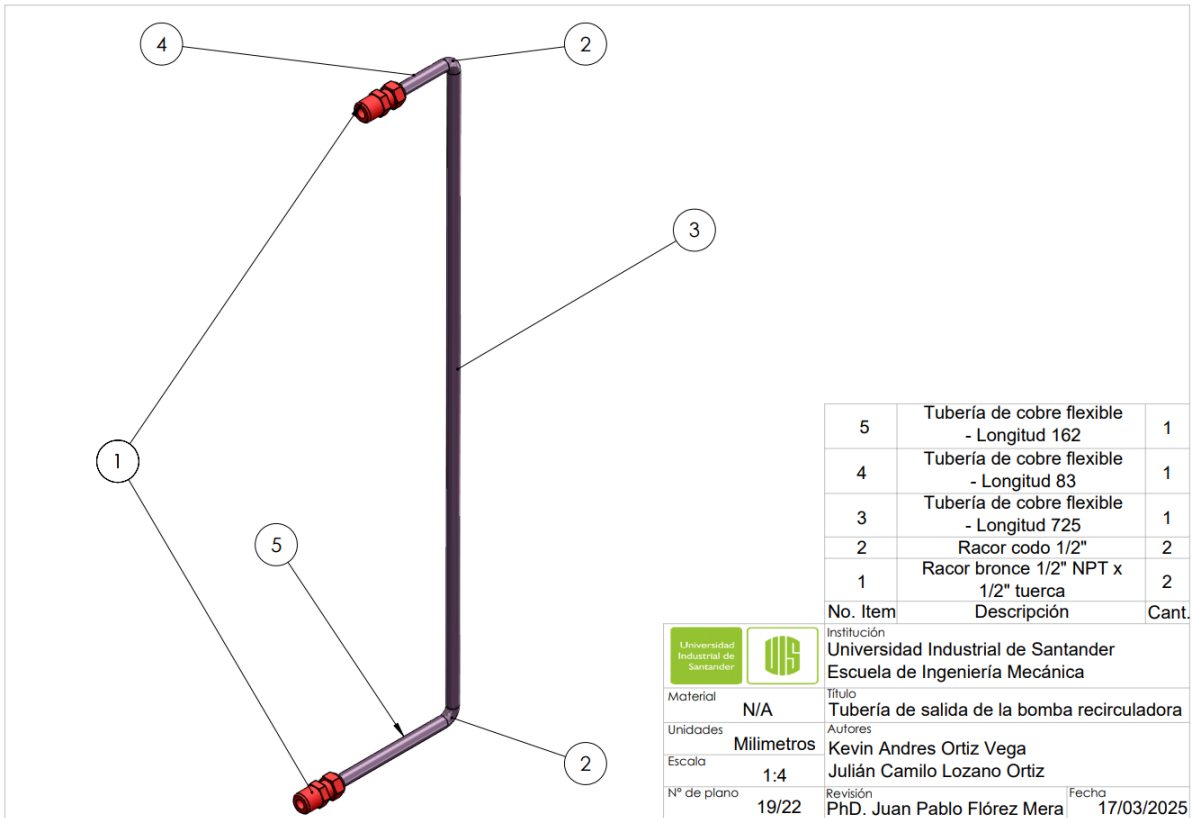 4
2
3
1
5
2
5 Tubería de cobre flexible
- Longitud 162 1
4 Tubería de cobre flexible
- Longitud 83 1
3 Tubería de cobre flexible
- Longitud 725 1
2 Racor codo 1/2" 2
1 Racor bronce 1/2" NPT x
1/2" tuerca 2
No. Item Descripción Cant.
Universidad
Industrial de
Santander
UIS
Institución
Universidad Industrial de Santander
Escuela de Ingeniería Mecánica
Material
N/A
Título
Tubería de salida de la bomba recirculadora
Unidades
Milimetros
Autores
Kevin Andres Ortiz Vega
Julián Camilo Lozano Ortiz
Escala
1:4
Nº de plano
19/22
Revisión
PhD. Juan Pablo Flórez Mera
Fecha
17/03/2025